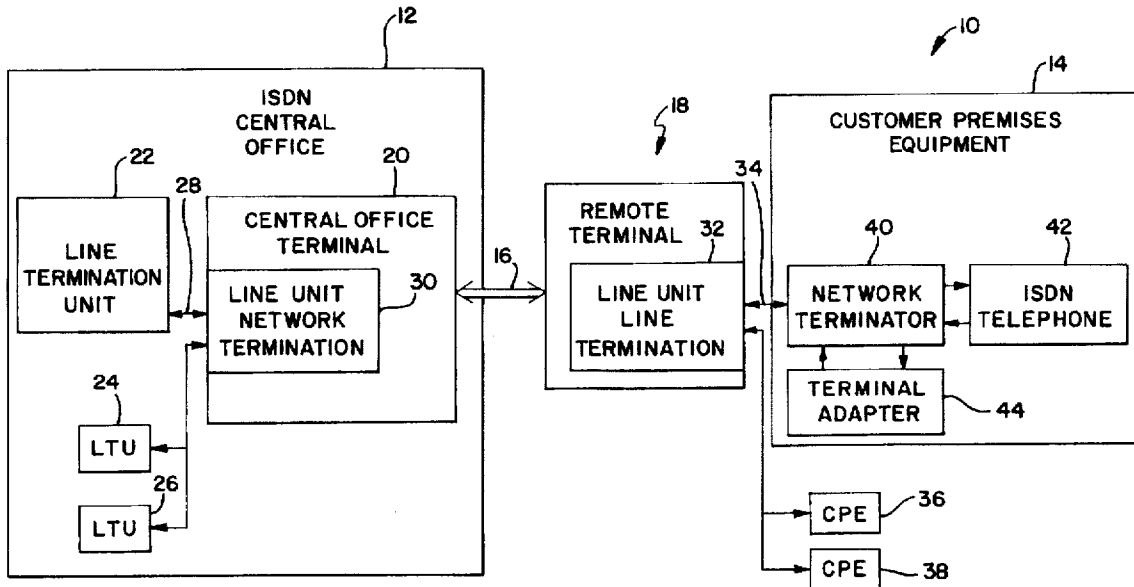 12
ISDN
CENTRAL
OFFICE
22
28
20
LINE
TERMINATION
UNIT
CENTRAL OFFICE
TERMINAL
30
LINE UNIT
NETWORK
TERMINATION
24
LTU
26
LTU
16
18
REMOTE
TERMINAL
32
LINE UNIT
LINE
TERMINATION
34
10
14
CUSTOMER PREMISES
EQUIPMENT
40
NETWORK
TERMINATOR
42
ISDN
TELEPHONE
TERMINAL
ADAPTER
44
CPE
36
CPE
38